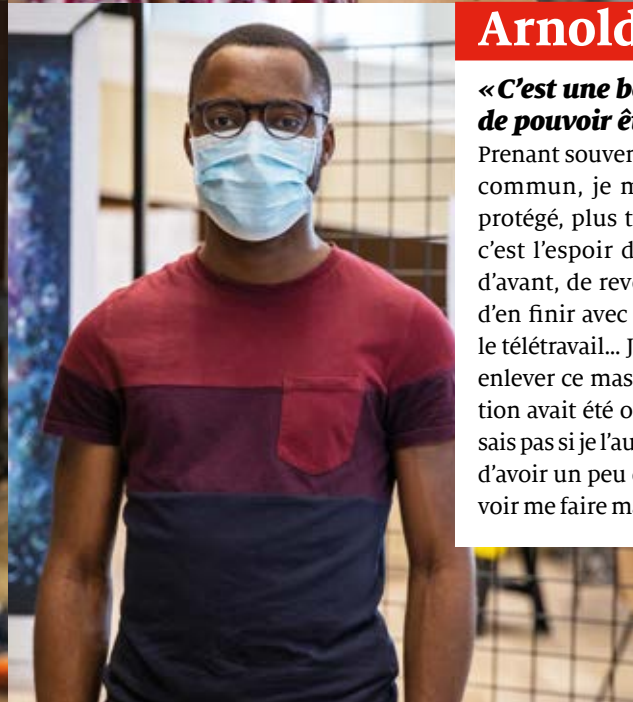 Arnold
«C'est une
de pouvoir
Prenant
commun, je
protégé, plus
c'est l'espoir
d'avant, de
d'en finir avec
le télétravail...
enlever ce
tion avait été
sais pas si je
d'avoir un peu
voir me faire